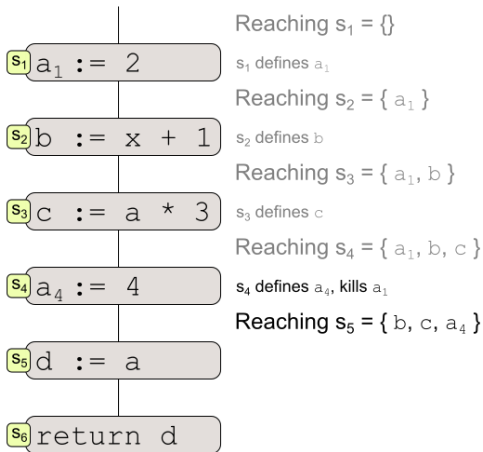 Reaching s₁ = {}
s₁ a₁ := 2 s₁ defines a₁
Reaching s₂ = { a₁ }
s₂ b := x + 1 s₂ defines b
Reaching s₃ = { a₁, b }
s₃ c := a * 3 s₃ defines c
Reaching s₄ = { a₁, b, c }
s₄ a₄ := 4 s₄ defines a₄, kills a₁
Reaching s₅ = { b, c, a₄ }
s₅ d := a
s₆ return d